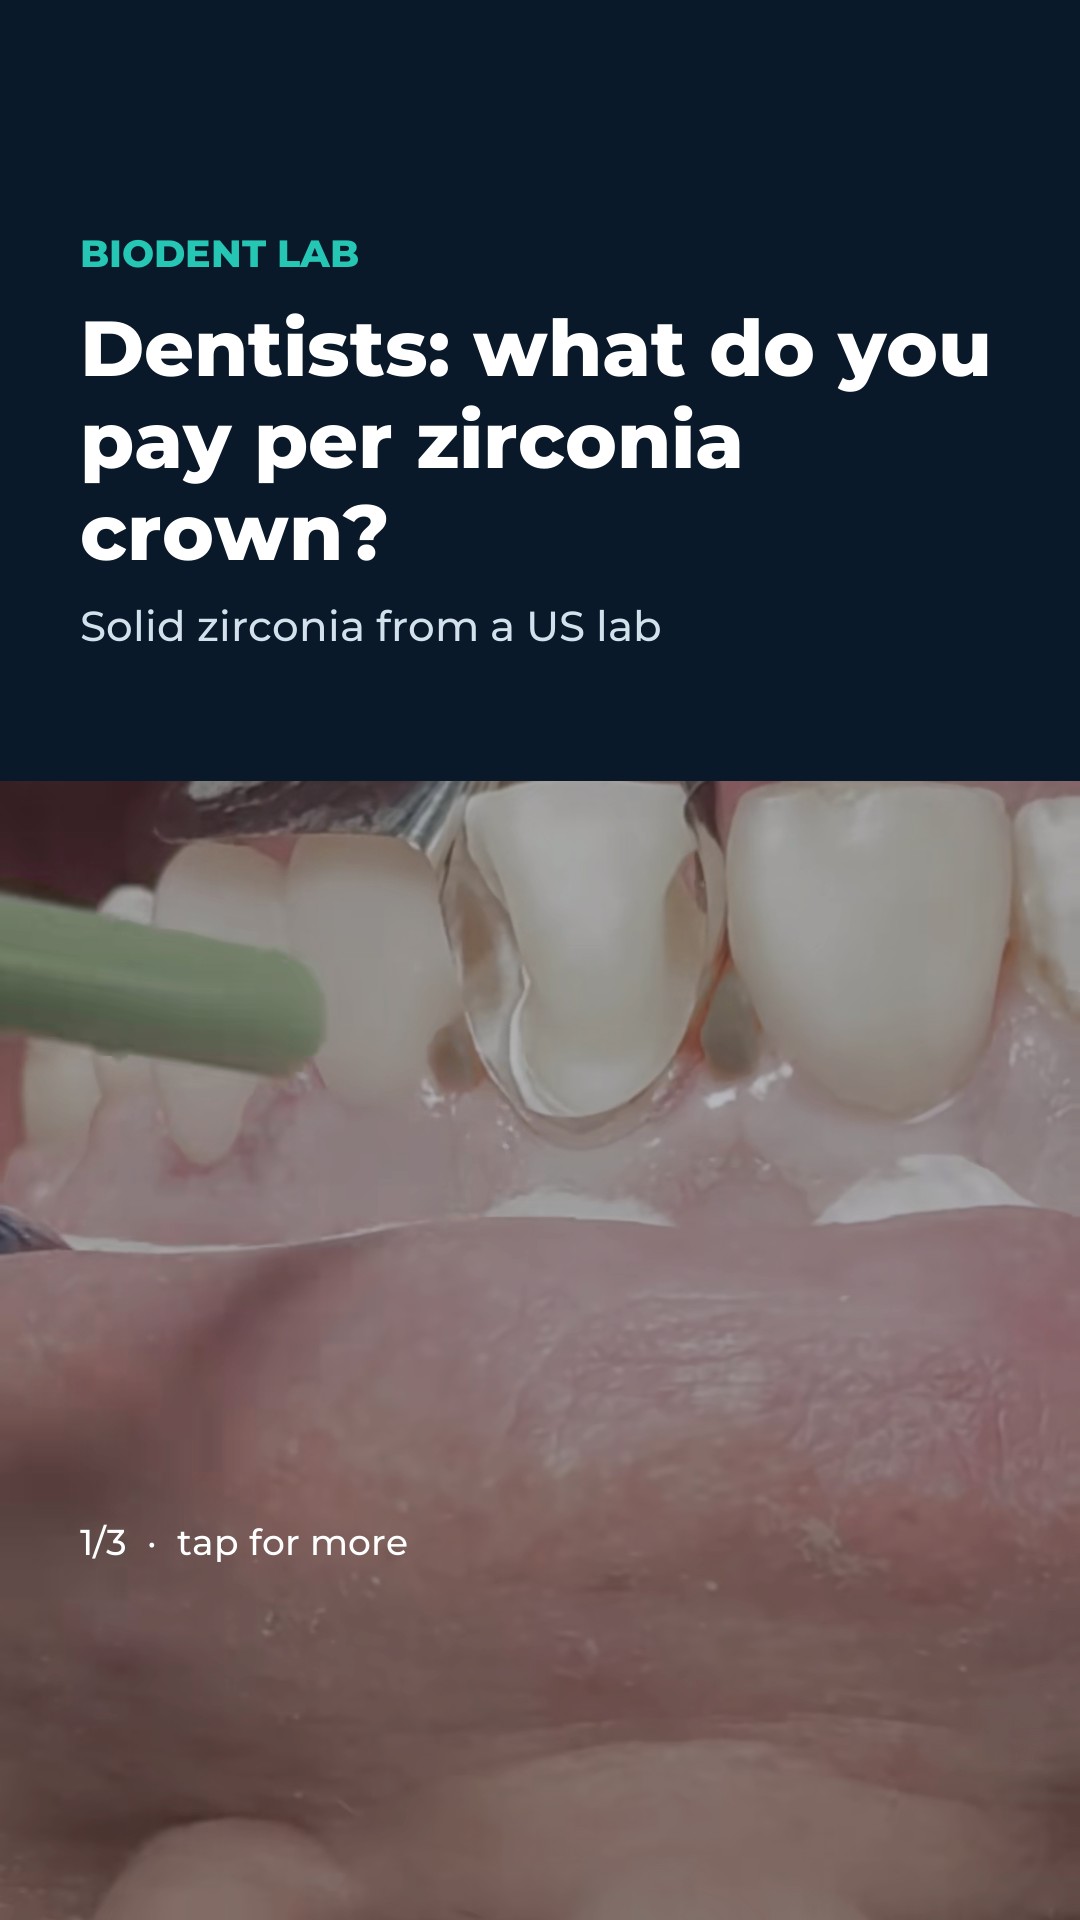 BIODENT LAB
Dentists: what do you
pay per zirconia
crown?
Solid zirconia from a US lab
1/3 · tap for more